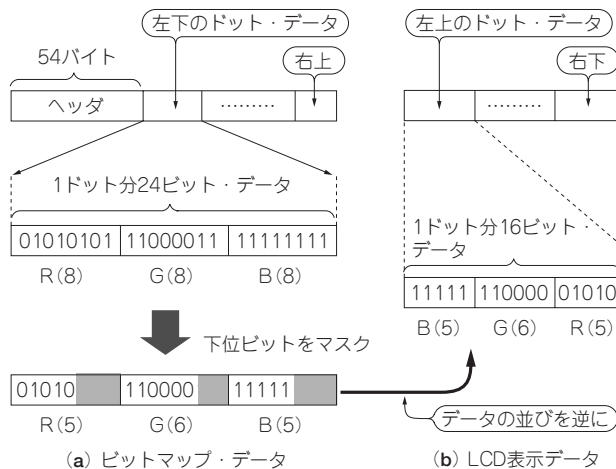 左下のドット・データ
54バイト
右上
ヘッダ
………
1ドット分24ビット・データ
01010101 11000011 11111111
R(8) G(8) B(8)
下位ビットをマスク
01010 110000 11111
R(5) G(6) B(5)
(a) ビットマップ・データ
左上のドット・データ
右下
………
1ドット分16ビット・
データ
11111 110000 01010
B(5) G(6) R(5)
データの並びを逆に
(b) LCD表示データ